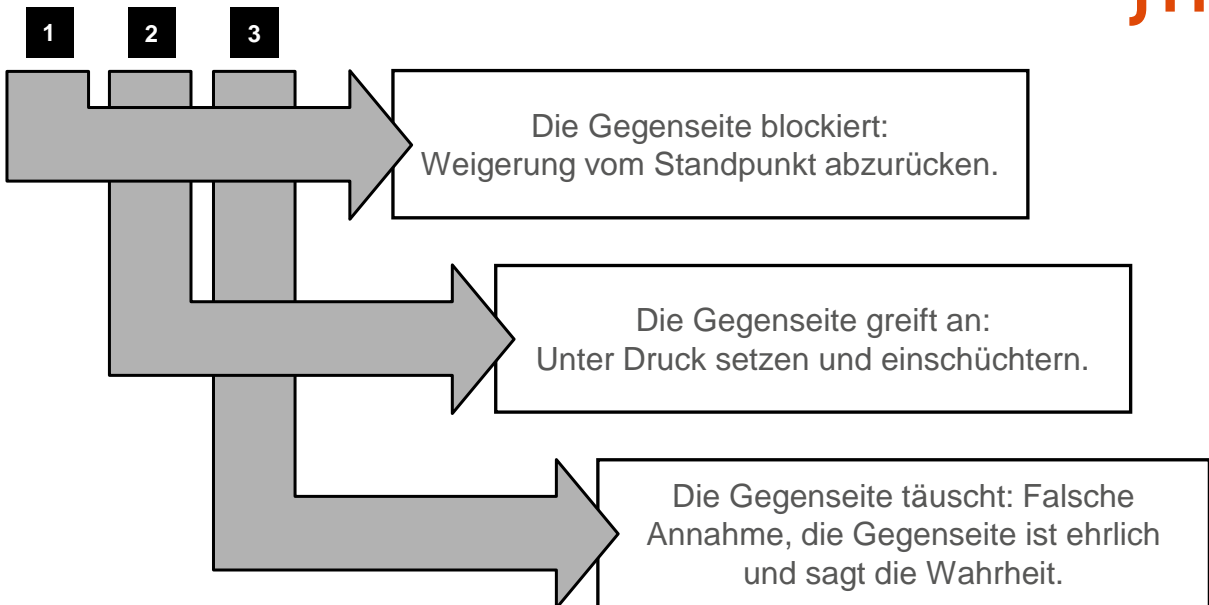 1 2 3
Die Gegenseite blockiert:
Weigerung vom Standpunkt abzurücken.
Die Gegenseite greift an:
Unter Druck setzen und einschüchtern.
Die Gegenseite täuscht: Falsche
Annahme, die Gegenseite ist ehrlich
und sagt die Wahrheit.